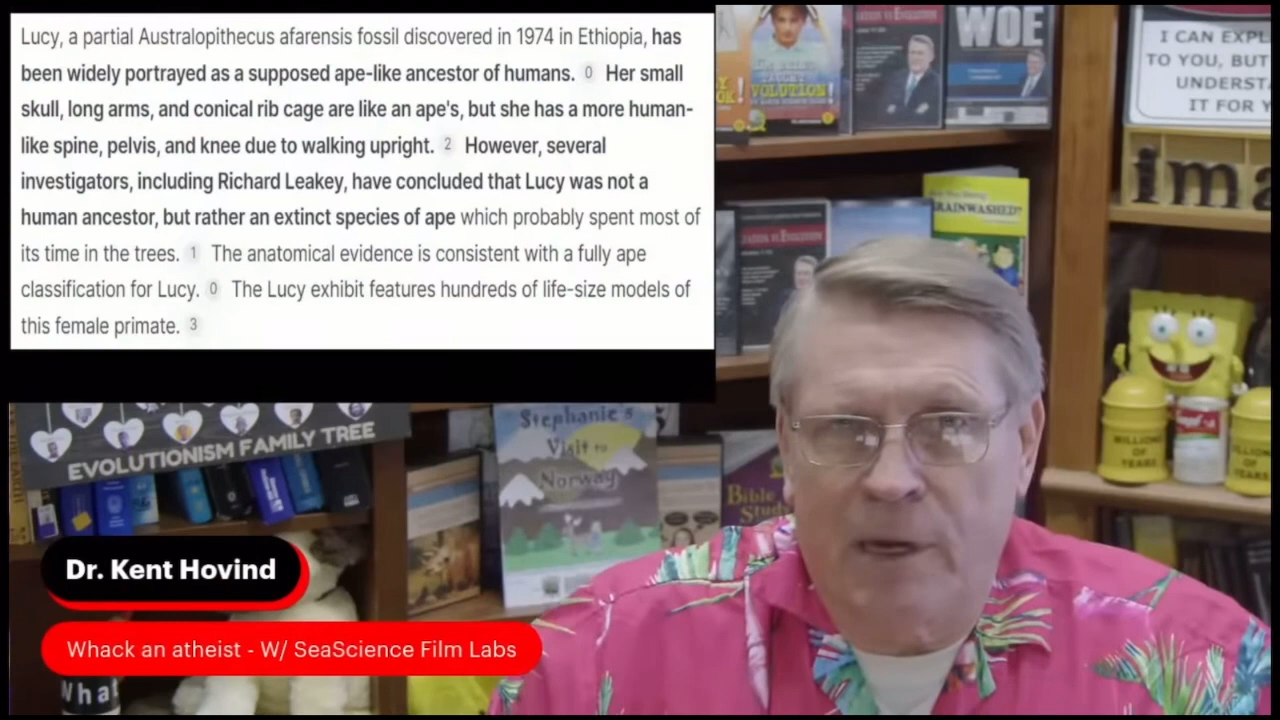 Lucy, a partial Australopithecus afarensis fossil discovered in 1974 in Ethiopia, has
been widely portrayed as a supposed ape-like ancestor of humans. 0 Her small
skull, long arms, and conical rib cage are like an ape's, but she has a more human-
like spine, pelvis, and knee due to walking upright. 2 However, several
investigators, including Richard Leakey, have concluded that Lucy was not a
human ancestor, but rather an extinct species of ape which probably spent most of
its time in the trees. 1 The anatomical evidence is consistent with a fully ape
classification for Lucy. 0 The Lucy exhibit features hundreds of life-size models of
this female primate. 3
WOE
I CAN EXPL
TO YOU, BUT
UNDERST
IT FOR Y
ima
BRAINWASHED?
EVOLUTIONISM FAMILY TREE
Stephanie's
Visit to
Norway
Bible
Study
BILLIONS
OF
YEARS
Dr. Kent Hovind
Whack an atheist - W/ SeaScience Film Labs
What